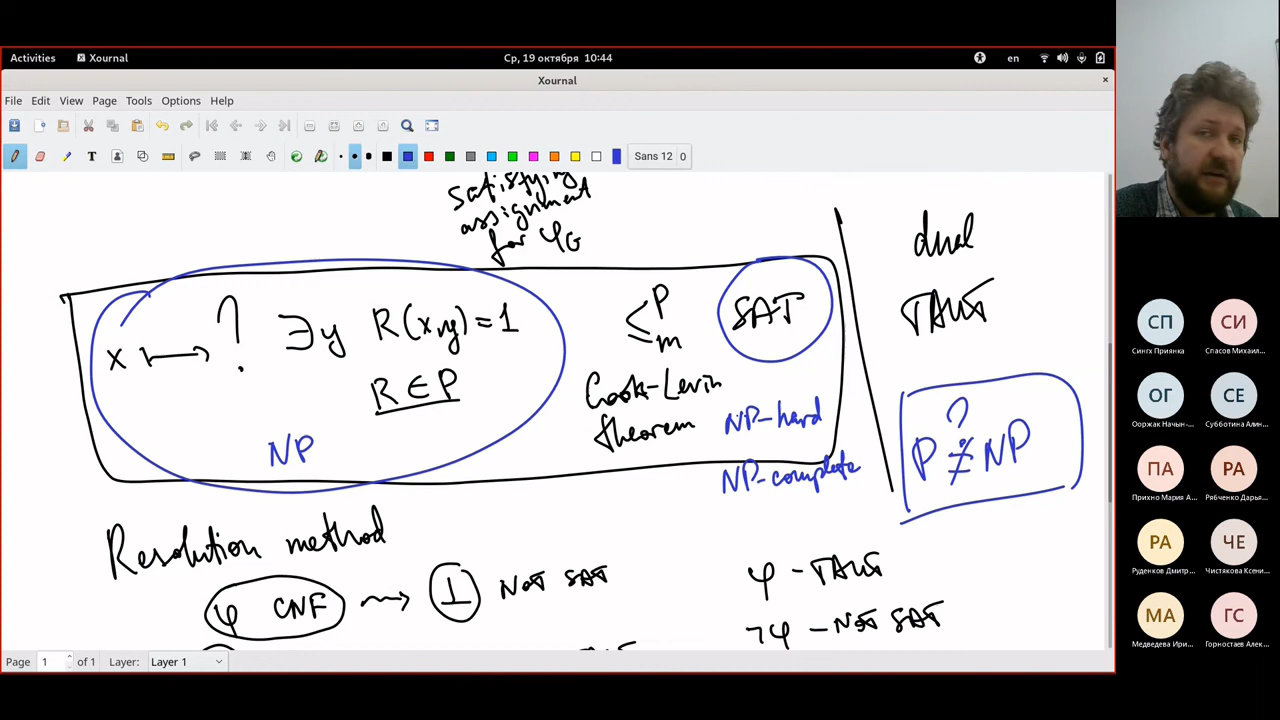 Activities Xournal Ср, 19 октября 10:44 en
Xournal ×
File Edit View Page Tools Options Help
Sans 12 0
satisfying
assignment
for φG
dual
TAUT
x ⟼ ? ∃y R(x,y)=1 ≤ᵖₘ SAT
R ∈ P
Cook-Levin
theorem
NP-hard
NP-complete
NP
P ≠ NP
?
Resolution method
φ CNF ⇝ ⊥ NOT SAT
φ - TAUT
¬φ - NOT SAT
Page 1 of 1 Layer: Layer 1
СП СИ
Сингх Приянка Спасов Михаил...
ОГ СЕ
Ооржак Начын-... Субботина Алин...
ПА РА
Прихно Мария А... Рябченко Дарья...
РА ЧЕ
Руденков Дмитр... Чистякова Ксени...
МА ГС
Медведева Ири... Горностаев Алек...